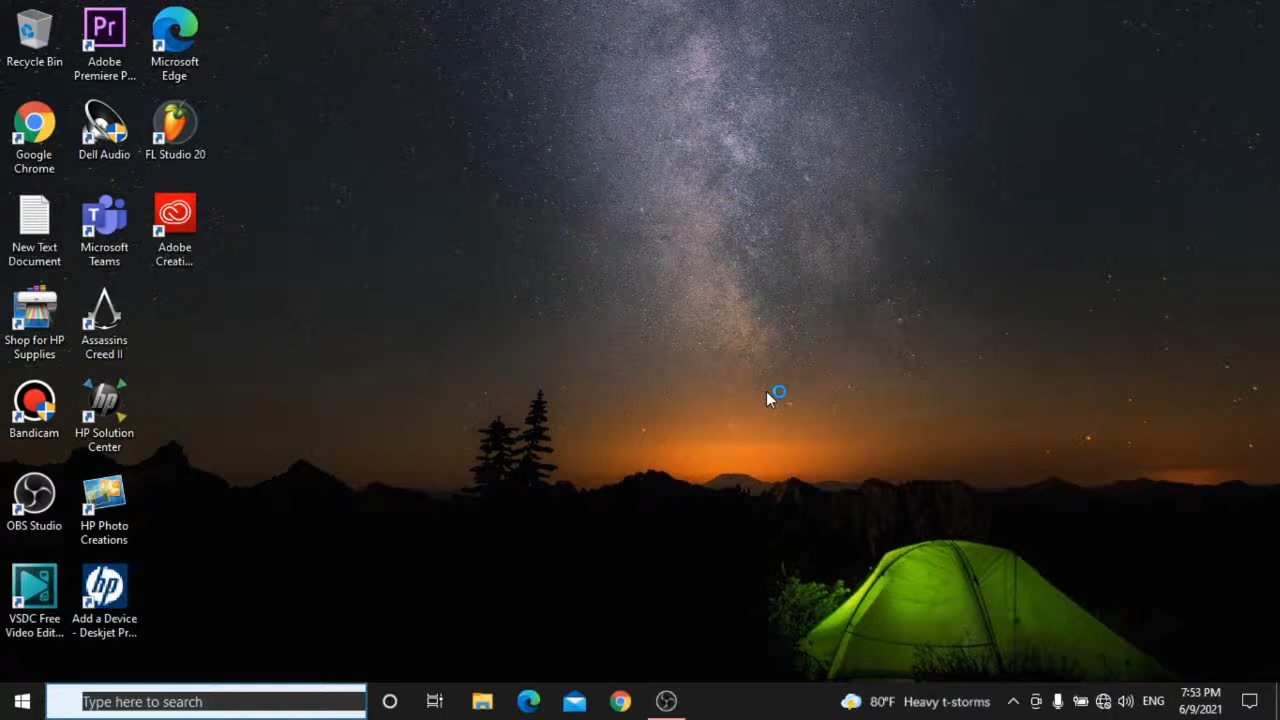 Recycle Bin
Adobe
Premiere P...
Microsoft
Edge
Google
Chrome
Dell Audio
FL Studio 20
New Text
Document
Microsoft
Teams
Adobe
Creati...
Shop for HP
Supplies
Assassins
Creed II
Bandicam
HP Solution
Center
OBS Studio
HP Photo
Creations
VSDC Free
Video Edit...
Add a Device
- Deskjet Pr...
Pr
T
hp
hp
Type here to search
80°F Heavy t-storms
ENG
7:53 PM
6/9/2021